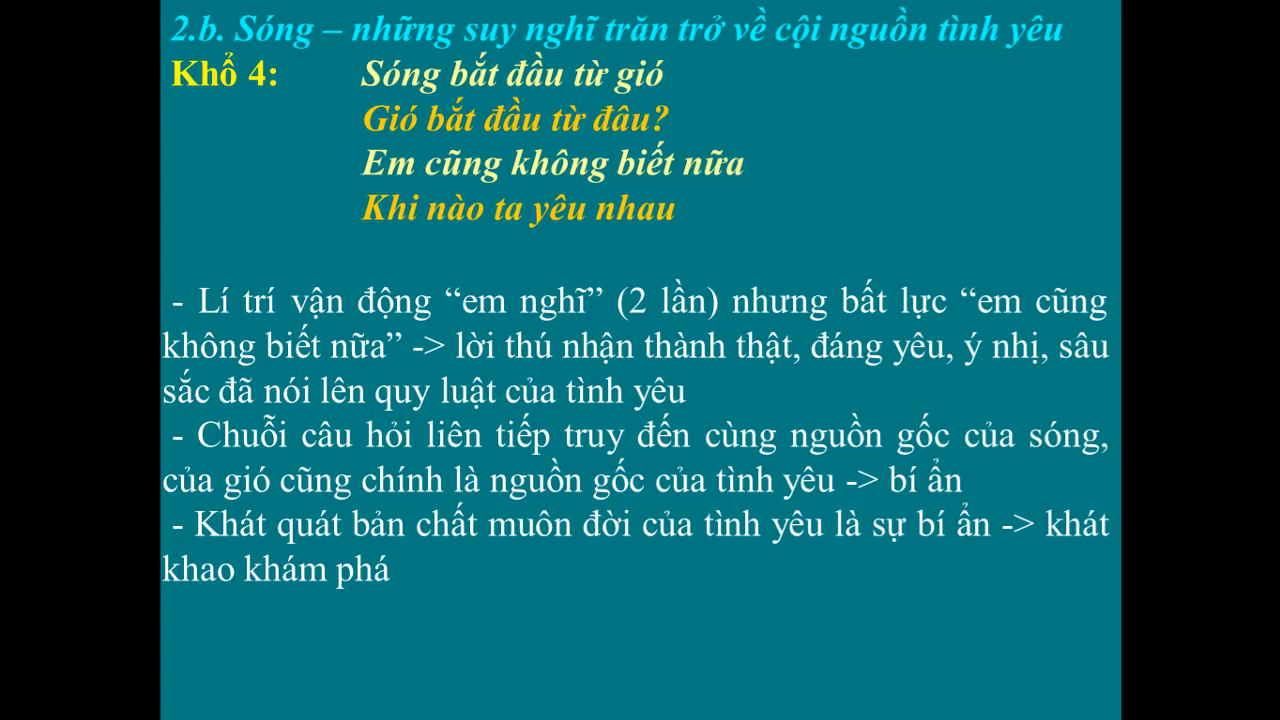 2.b. Sóng – những suy nghĩ trăn trở về cội nguồn tình yêu
Khổ 4: Sóng bắt đầu từ gió
Gió bắt đầu từ đâu?
Em cũng không biết nữa
Khi nào ta yêu nhau
- Lí trí vận động “em nghĩ” (2 lần) nhưng bất lực “em cũng
không biết nữa” -> lời thú nhận thành thật, đáng yêu, ý nhị, sâu
sắc đã nói lên quy luật của tình yêu
- Chuỗi câu hỏi liên tiếp truy đến cùng nguồn gốc của sóng,
của gió cũng chính là nguồn gốc của tình yêu -> bí ẩn
- Khát quát bản chất muôn đời của tình yêu là sự bí ẩn -> khát
khao khám phá